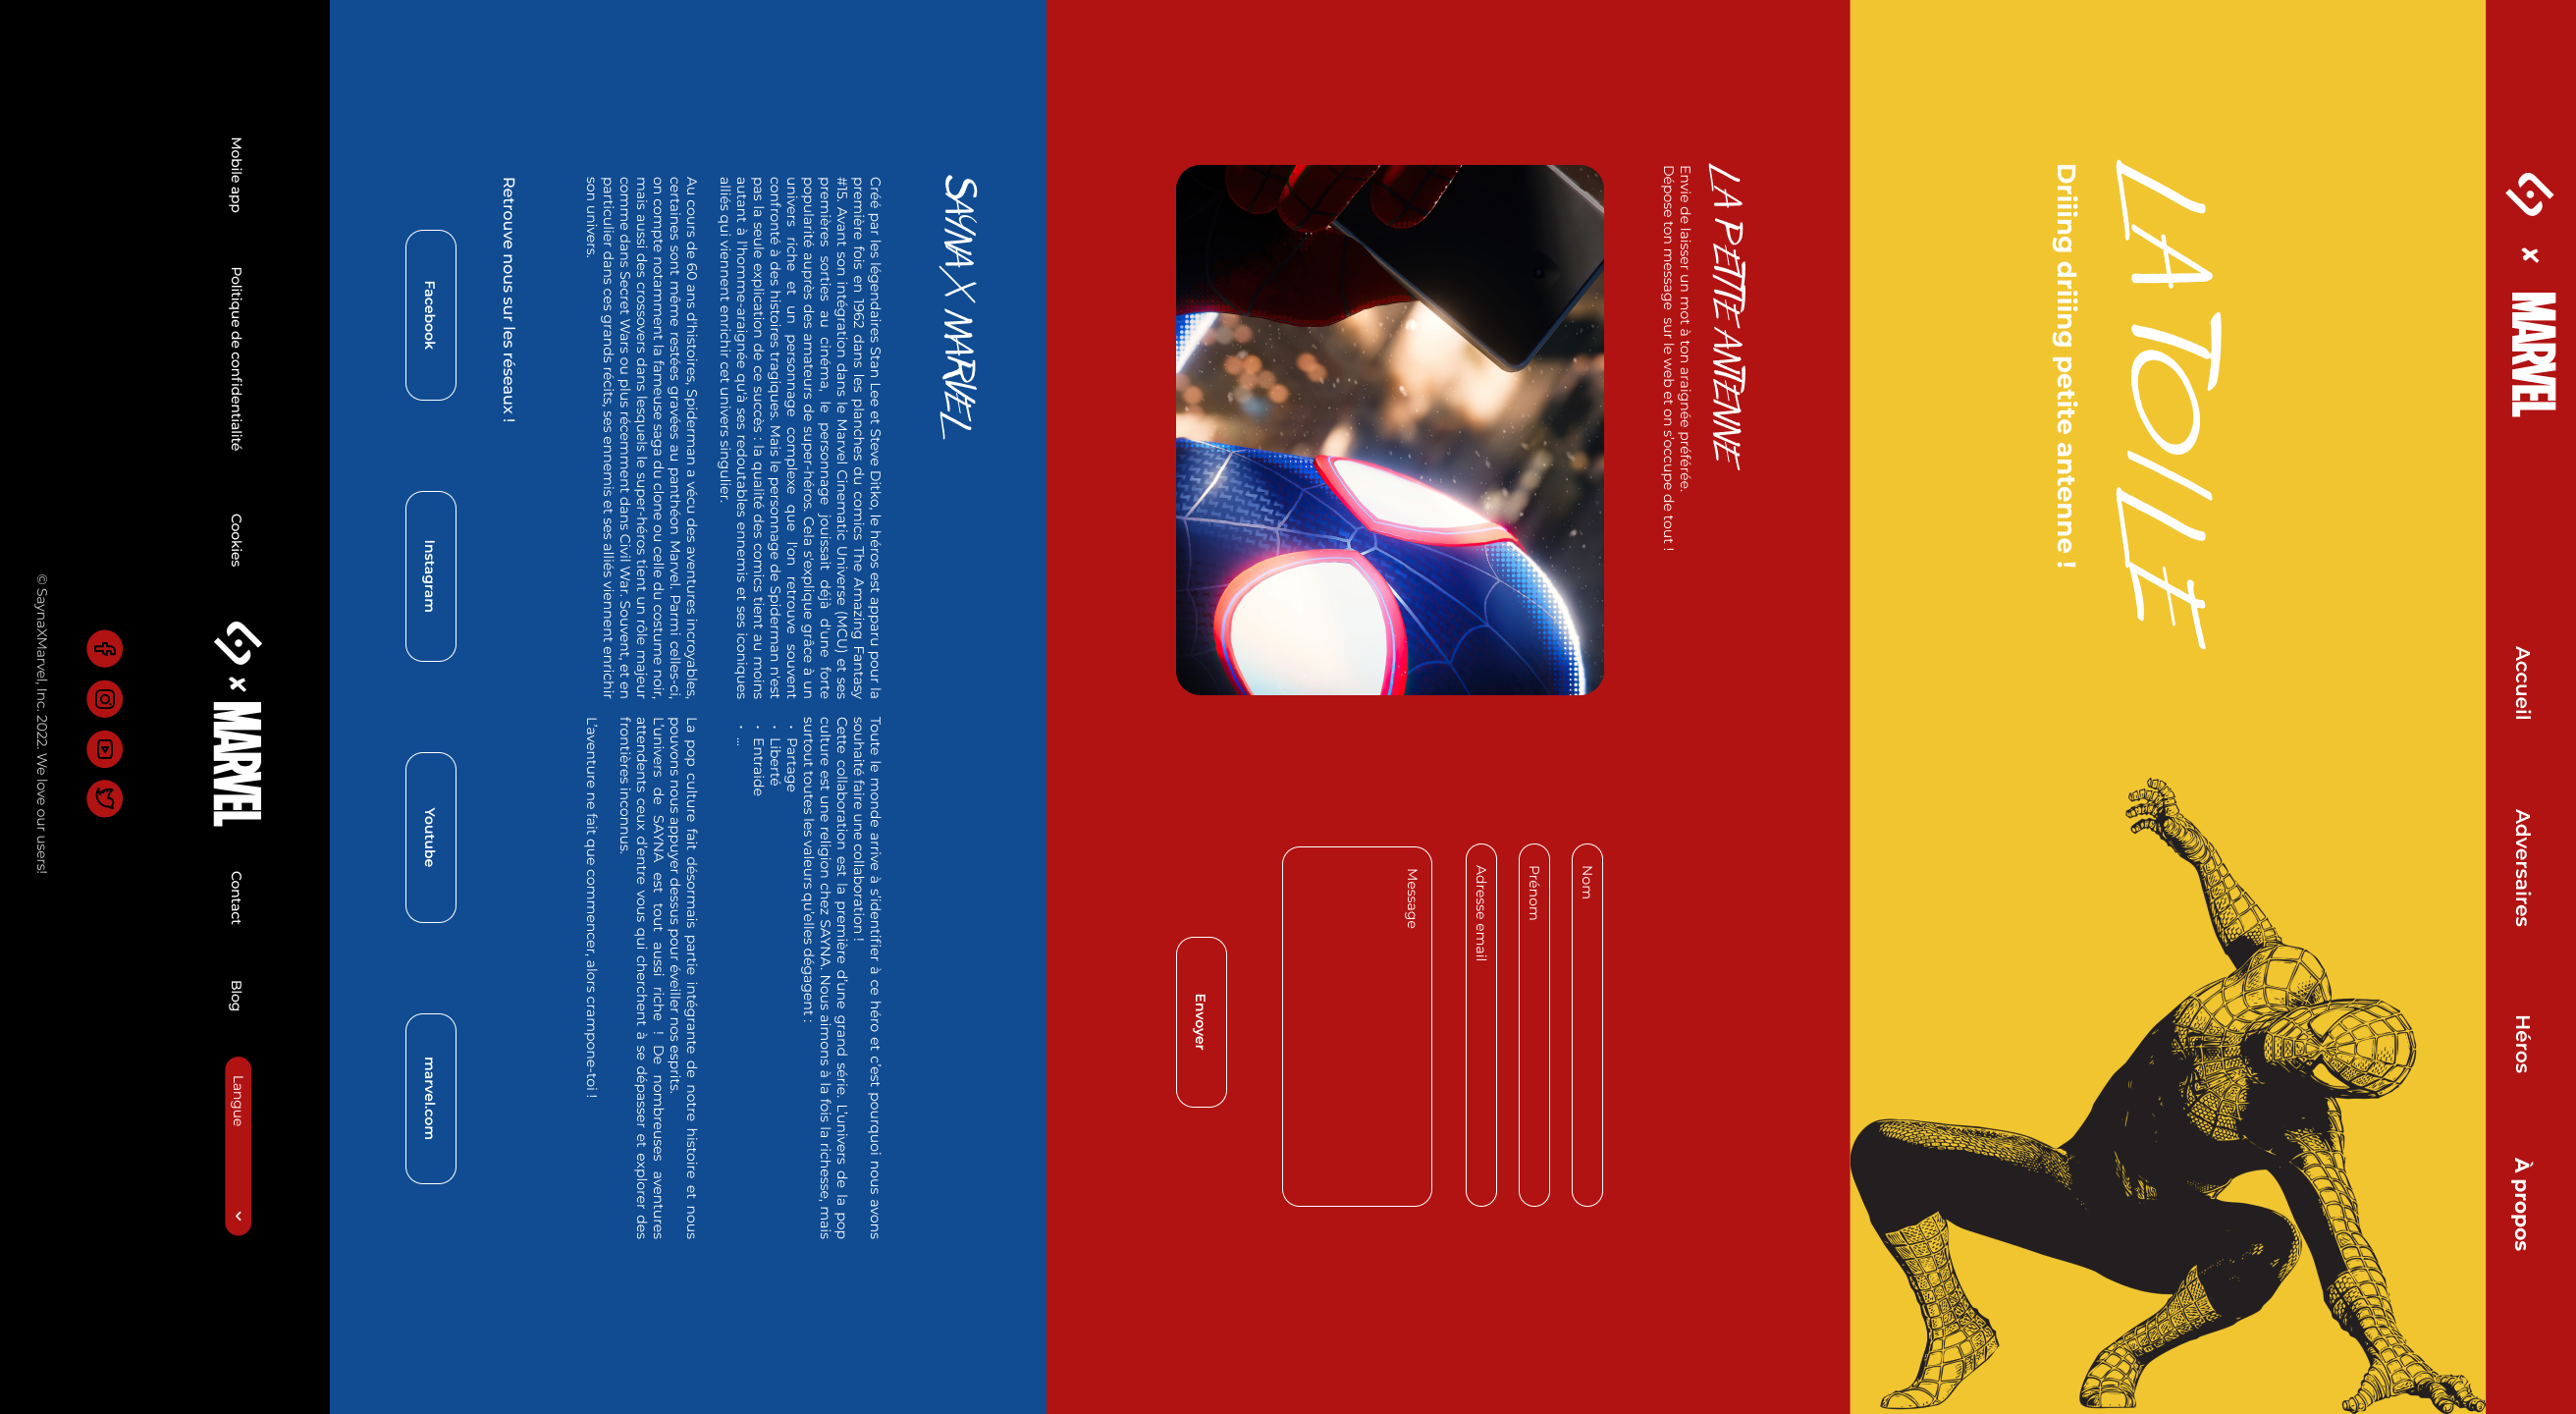 x MARVEL
Accueil
Adversaires
Héros
À propos
LA TOILE
Driiing driiing petite antenne !
LA PETITE ANTENNE
Envie de laisser un mot à ton araignée préférée.
Dépose ton message sur le web et on s'occupe de tout !
Nom
Prénom
Adresse email
Message
Envoyer
SAYNA X MARVEL
Créé par les légendaires Stan Lee et Steve Ditko, le héros est apparu pour la
première fois en 1962 dans les planches du comics The Amazing Fantasy
#15. Avant son intégration dans le Marvel Cinematic Universe (MCU) et ses
premières sorties au cinéma, le personnage jouissait déjà d'une forte
popularité auprès des amateurs de super-héros. Cela s'explique grâce à un
univers riche et un personnage complexe que l'on retrouve souvent
confronté à des histoires tragiques. Mais le personnage de Spiderman n'est
pas la seule explication de ce succès : la qualité des comics tient au moins
autant à l'homme-araignée qu'à ses redoutables ennemis et ses iconiques
alliés qui viennent enrichir cet univers singulier.
Au cours de 60 ans d'histoires, Spiderman a vécu des aventures incroyables,
certaines sont même restées gravées au panthéon Marvel. Parmi celles-ci,
on compte notamment la fameuse saga du clone ou celle du costume noir,
mais aussi des crossovers dans lesquels le super-héros tient un rôle majeur
comme dans Secret Wars ou plus récemment dans Civil War. Souvent, et en
particulier dans ces grands récits, ses ennemis et ses alliés viennent enrichir
son univers.
Toute le monde arrive à s'identifier à ce héro et c'est pourquoi nous avons
souhaité faire une collaboration !
Cette collaboration est la première d'une grand série. L'univers de la pop
culture est une religion chez SAYNA. Nous aimons à la fois la richesse, mais
surtout toutes les valeurs qu'elles dégagent :
· Partage
· Liberté
· Entraide
· ...
La pop culture fait désormais partie intégrante de notre histoire et nous
pouvons nous appuyer dessus pour éveiller nos esprits.
L'univers de SAYNA est tout aussi riche ! De nombreuses aventures
attendents ceux d'entre vous qui cherchent à se dépasser et explorer des
frontières inconnus.
L'aventure ne fait que commencer, alors crampone-toi !
Retrouve nous sur les réseaux !
Facebook
Instagram
Youtube
marvel.com
Mobile app
Politique de confidentialité
Cookies
x MARVEL
Contact
Blog
Langue
© SaynaXMarvel, Inc. 2022. We love our users!